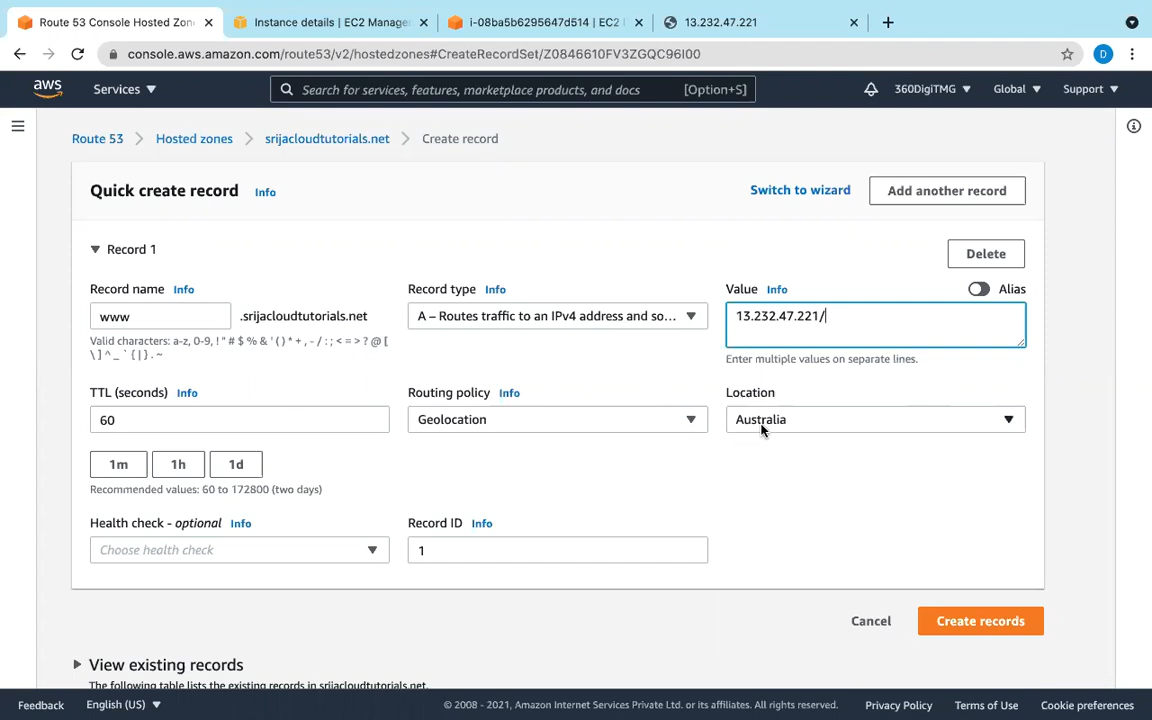 Route 53 Console Hosted Zon
Instance details | EC2 Manage
i-08ba5b6295647d514 | EC2
13.232.47.221
console.aws.amazon.com/route53/v2/hostedzones#CreateRecordSet/Z0846610FV3ZGQC96I00
D
aws
Services
Search for services, features, marketplace products, and docs
[Option+S]
360DigiTMG
Global
Support
Route 53
Hosted zones
srijacloudtutorials.net
Create record
Quick create record
Info
Switch to wizard
Add another record
Record 1
Delete
Record name Info
Record type Info
Value Info
Alias
www
.srijacloudtutorials.net
A – Routes traffic to an IPv4 address and so...
13.232.47.221/
Valid characters: a-z, 0-9, ! " # $ % & ' ( ) * + , - / : ; < = > ? @ [
\ ] ^ _ ` { | } . ~
Enter multiple values on separate lines.
TTL (seconds) Info
Routing policy Info
Location
60
Geolocation
Australia
1m
1h
1d
Recommended values: 60 to 172800 (two days)
Health check - optional Info
Record ID Info
Choose health check
1
Cancel
Create records
View existing records
The following table lists the existing records in srijacloudtutorials.net.
Feedback
English (US)
© 2008 - 2021, Amazon Internet Services Private Ltd. or its affiliates. All rights reserved.
Privacy Policy
Terms of Use
Cookie preferences